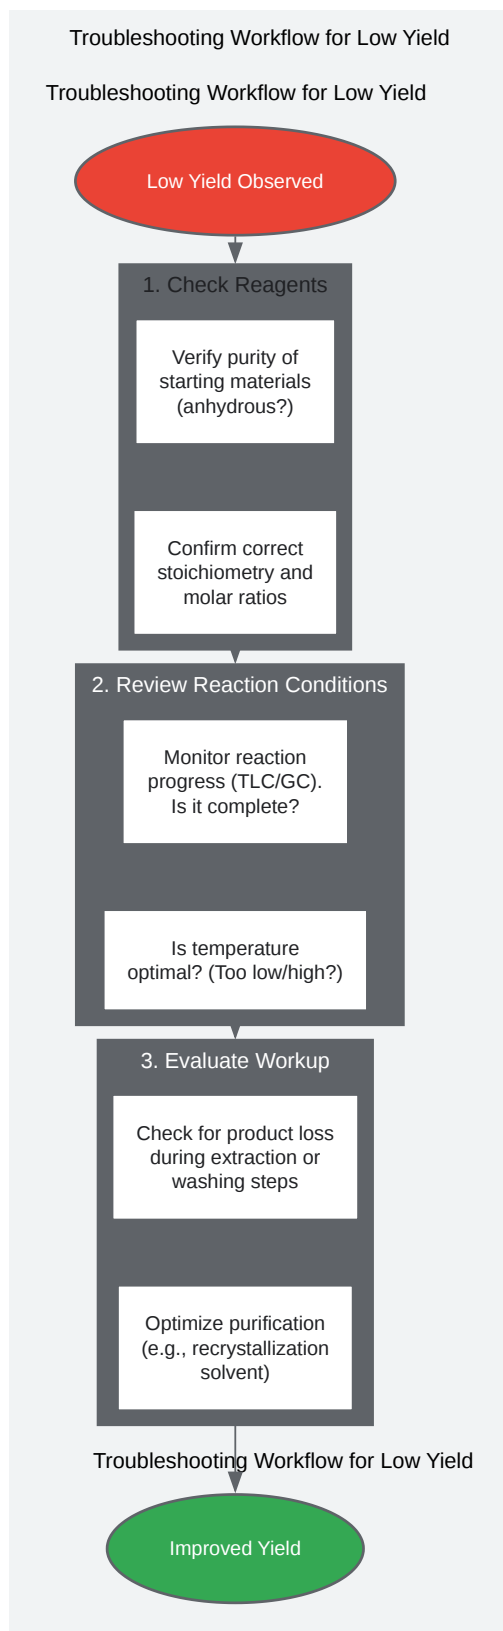 Troubleshooting Workflow for Low Yield
Troubleshooting Workflow for Low Yield
Low Yield Observed
1. Check Reagents
Verify purity of
starting materials
(anhydrous?)
Confirm correct
stoichiometry and
molar ratios
2. Review Reaction Conditions
Monitor reaction
progress (TLC/GC).
Is it complete?
Is temperature
optimal? (Too low/high?)
3. Evaluate Workup
Check for product loss
during extraction or
washing steps
Optimize purification
(e.g., recrystallization
solvent)
Troubleshooting Workflow for Low Yield
Improved Yield